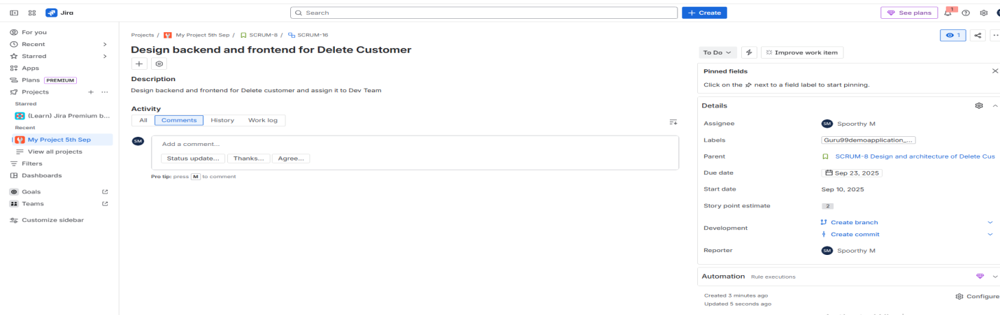 Jira
Search
+ Create
See plans
1
For you
Recent
Starred
Apps
Plans PREMIUM
Projects
Starred
(Learn) Jira Premium b...
Recent
My Project 5th Sep
View all projects
Filters
Dashboards
Goals
Teams
Customize sidebar
Projects / My Project 5th Sep / SCRUM-8 / SCRUM-16
1
Design backend and frontend for Delete Customer
Description
Design backend and frontend for Delete customer and assign it to Dev Team
Activity
All Comments History Work log
SM
Add a comment...
Status update... Thanks... Agree...
Pro tip: press M to comment
To Do Improve work item
Pinned fields
Click on the next to a field label to start pinning.
Details
Assignee SM Spoorthy M
Labels Guru99demoapplication_...
Parent SCRUM-8 Design and architecture of Delete Cus
Due date Sep 23, 2025
Start date Sep 10, 2025
Story point estimate 2
Development Create branch
Create commit
Reporter SM Spoorthy M
Automation Rule executions
Created 3 minutes ago
Updated 5 seconds ago
Configure